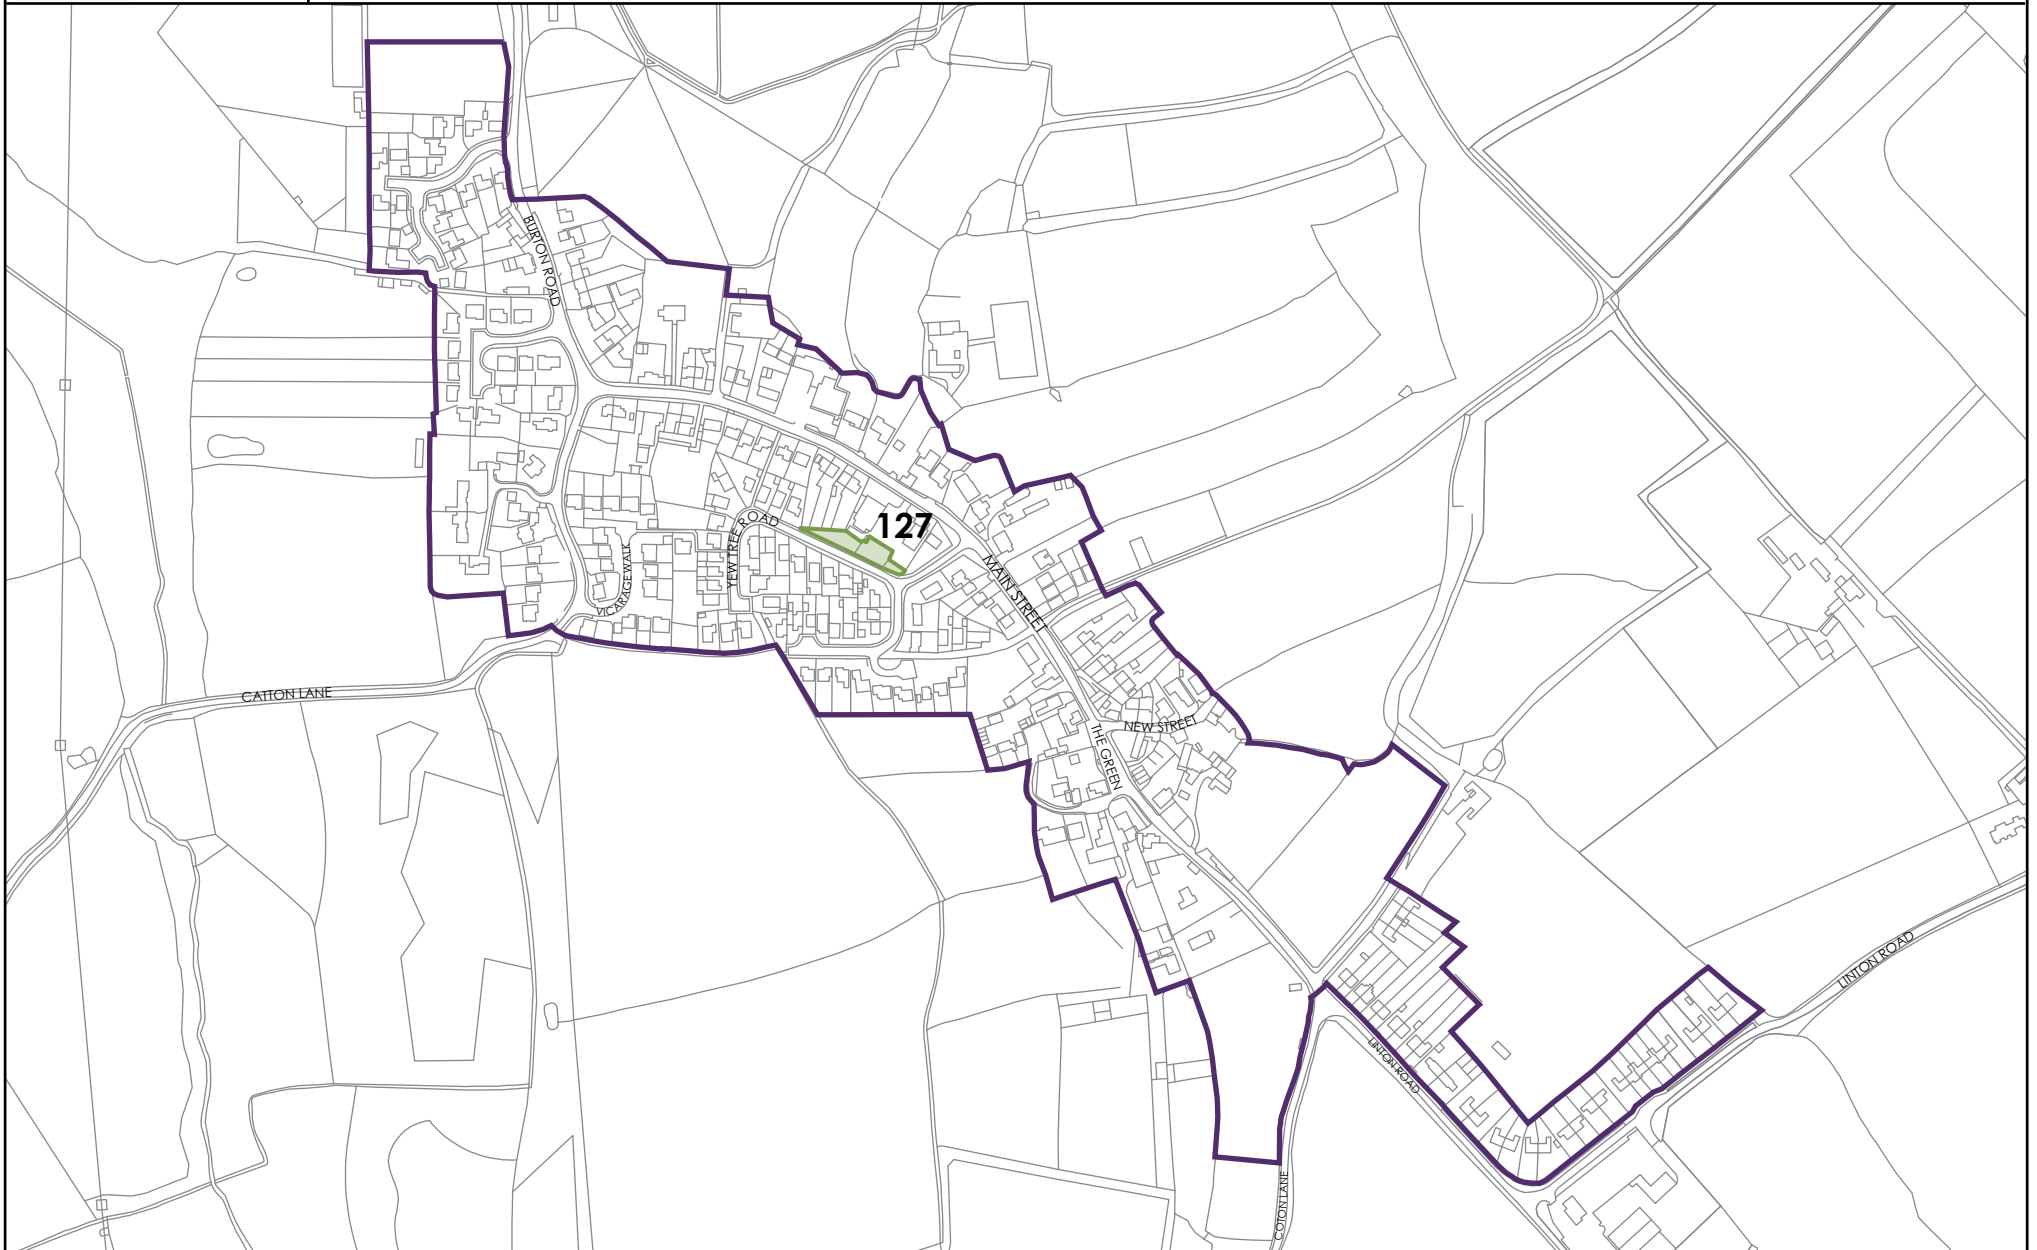 BURTON ROAD
127
YEW TREE ROAD
VICARAGE WALK
MAIN STREET
CATTON LANE
NEW STREET
THE GREEN
LINTON ROAD
LINTON ROAD
COTON LANE